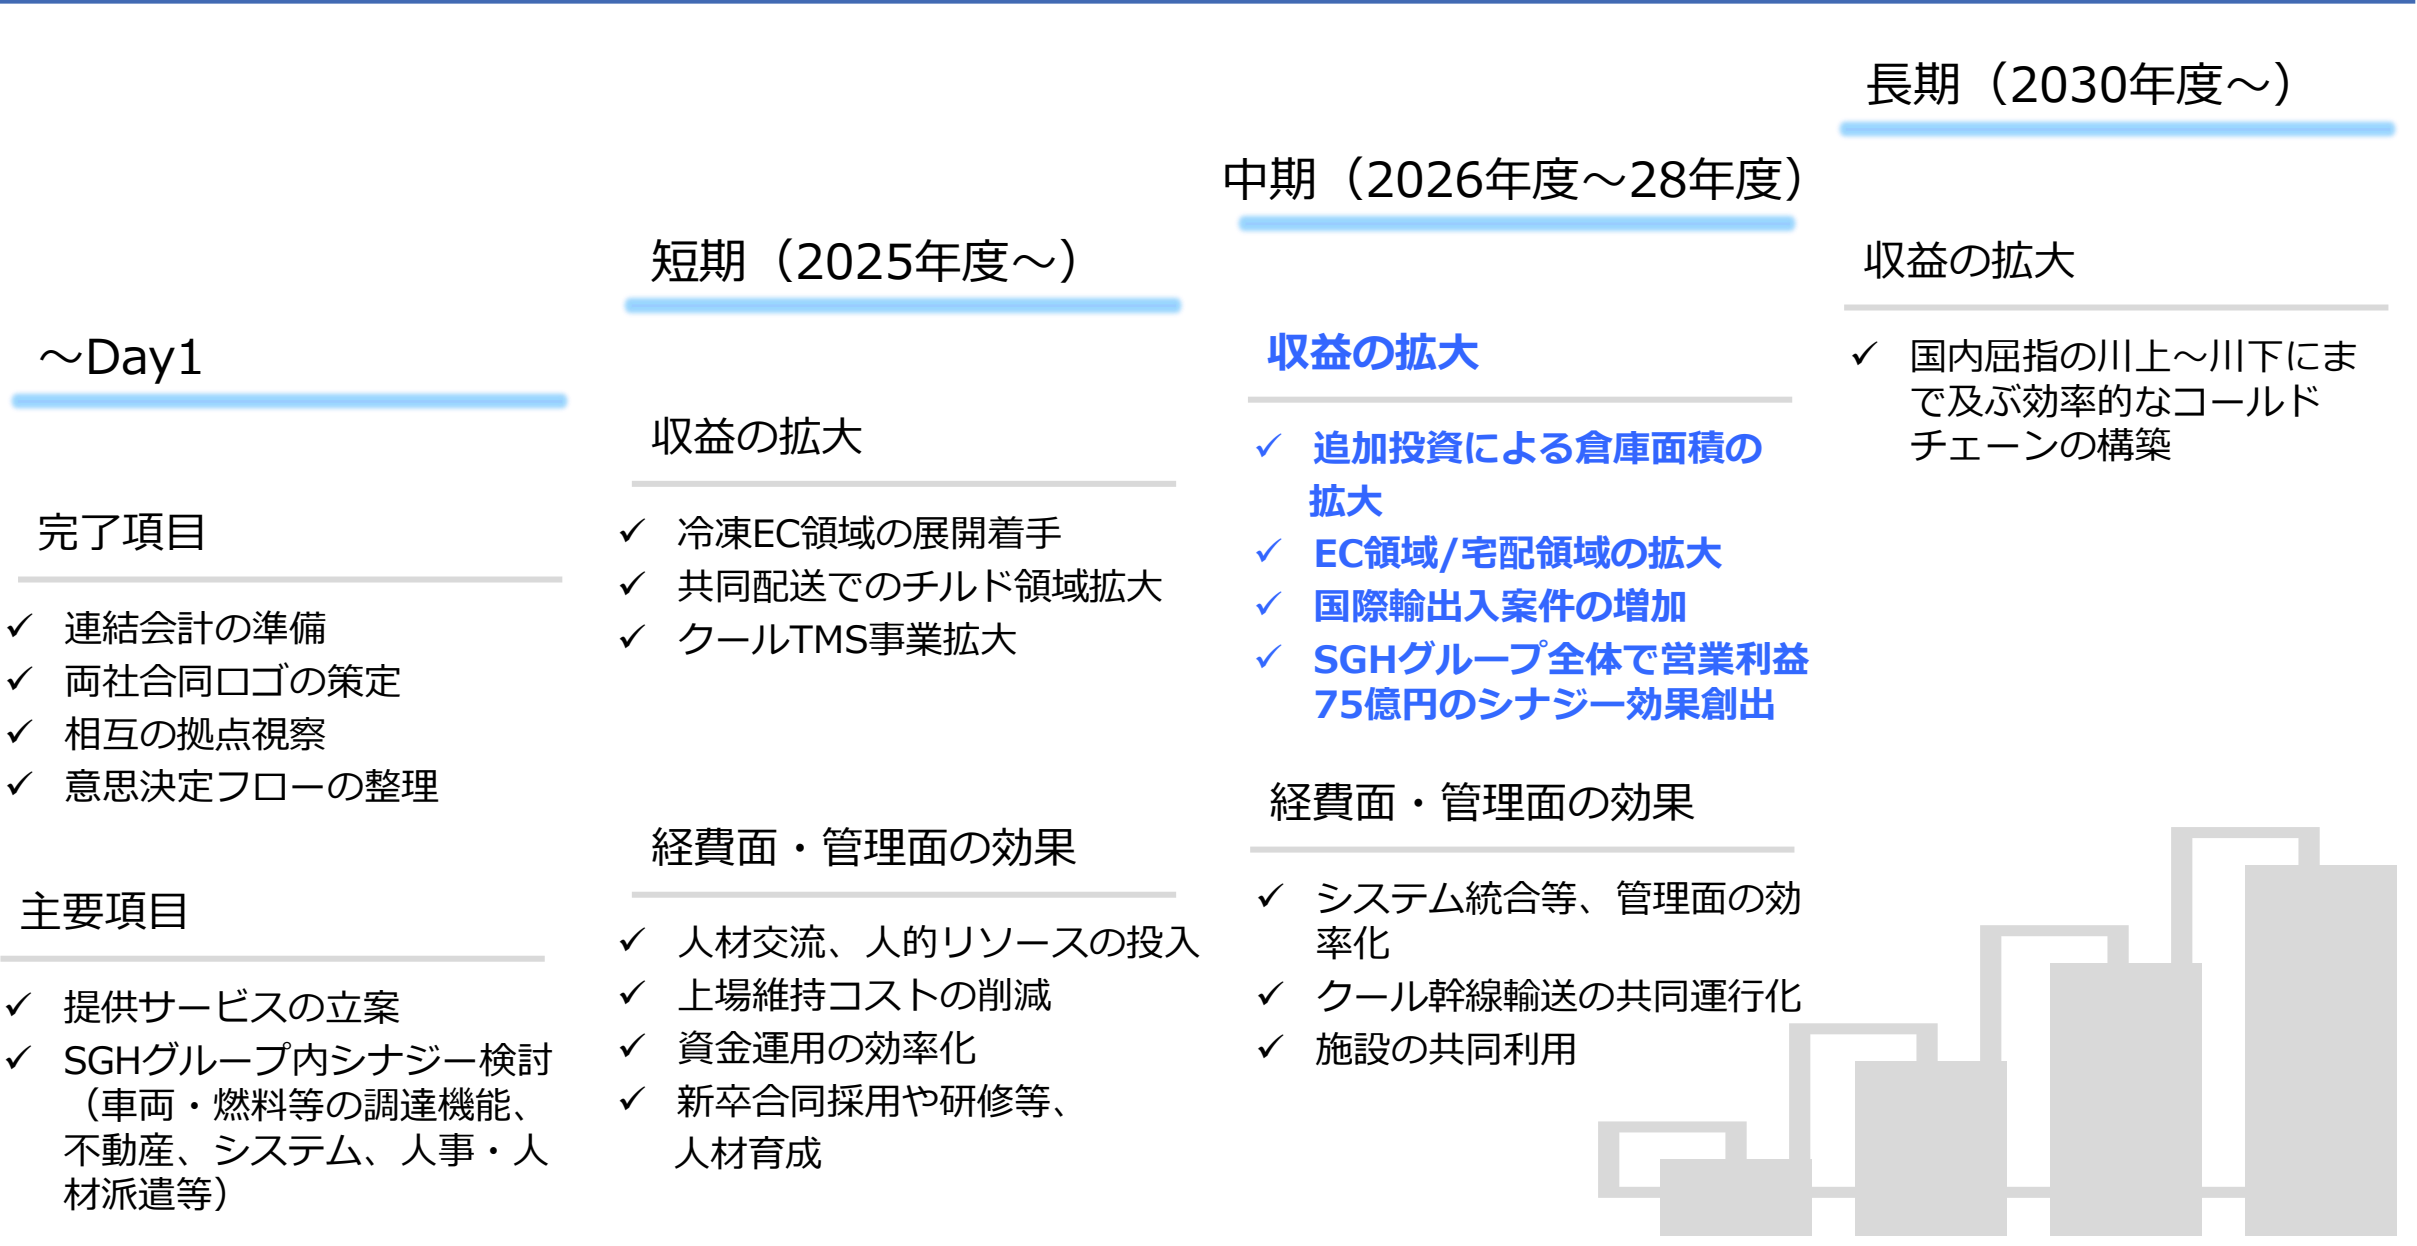 ～Day1
完了項目
✓ 連結会計の準備
✓ 両社合同ロゴの策定
✓ 相互の拠点視察
✓ 意思決定フローの整理
主要項目
✓ 提供サービスの立案
✓ SGHグループ内シナジー検討
（車両・燃料等の調達機能、
不動産、システム、人事・人
材派遣等）
短期（2025年度～）
収益の拡大
✓ 冷凍EC領域の展開着手
✓ 共同配送でのチルド領域拡大
✓ クールTMS事業拡大
経費面・管理面の効果
✓ 人材交流、人的リソースの投入
✓ 上場維持コストの削減
✓ 資金運用の効率化
✓ 新卒合同採用や研修等、
人材育成
中期（2026年度～28年度）
収益の拡大
✓ 追加投資による倉庫面積の
拡大
✓ EC領域/宅配領域の拡大
✓ 国際輸出入案件の増加
✓ SGHグループ全体で営業利益
75億円のシナジー効果創出
経費面・管理面の効果
✓ システム統合等、管理面の効
率化
✓ クール幹線輸送の共同運行化
✓ 施設の共同利用
長期（2030年度～）
収益の拡大
✓ 国内屈指の川上～川下にま
で及ぶ効率的なコールド
チェーンの構築